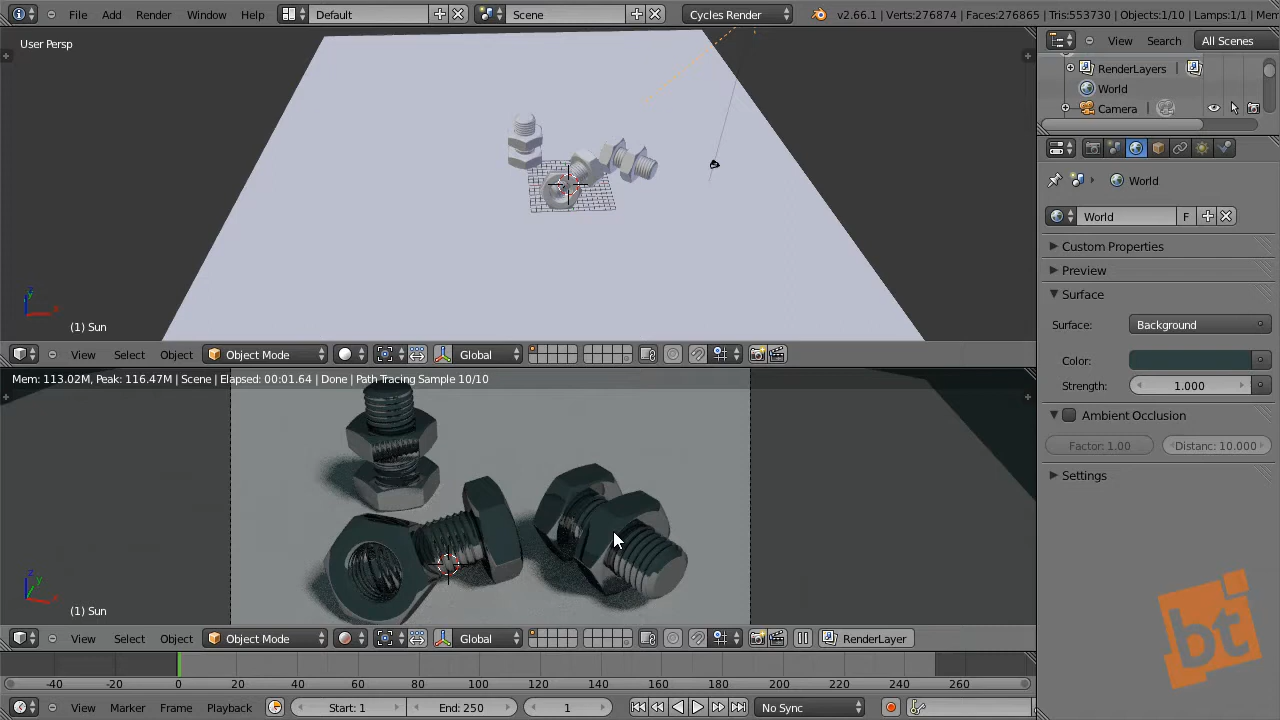 File Add Render Window Help Default Scene Cycles Render v2.66.1 | Verts:276874 | Faces:276865 | Tris:553730 | Objects:1/10 | Lamps:1/1 | Mem
User Persp
(1) Sun
View Select Object Object Mode Global
Mem: 113.02M, Peak: 116.47M | Scene | Elapsed: 00:01.64 | Done | Path Tracing Sample 10/10
(1) Sun
View Select Object Object Mode Global RenderLayer
-40 -20 0 20 40 60 80 100 120 140 160 180 200 220 240 260
View Marker Frame Playback Start: 1 End: 250 1 No Sync
View Search All Scenes
RenderLayers
World
Camera
World
World F
Custom Properties
Preview
Surface
Surface: Background
Color:
Strength: 1.000
Ambient Occlusion
Factor: 1.00 Distanc: 10.000
Settings
bt